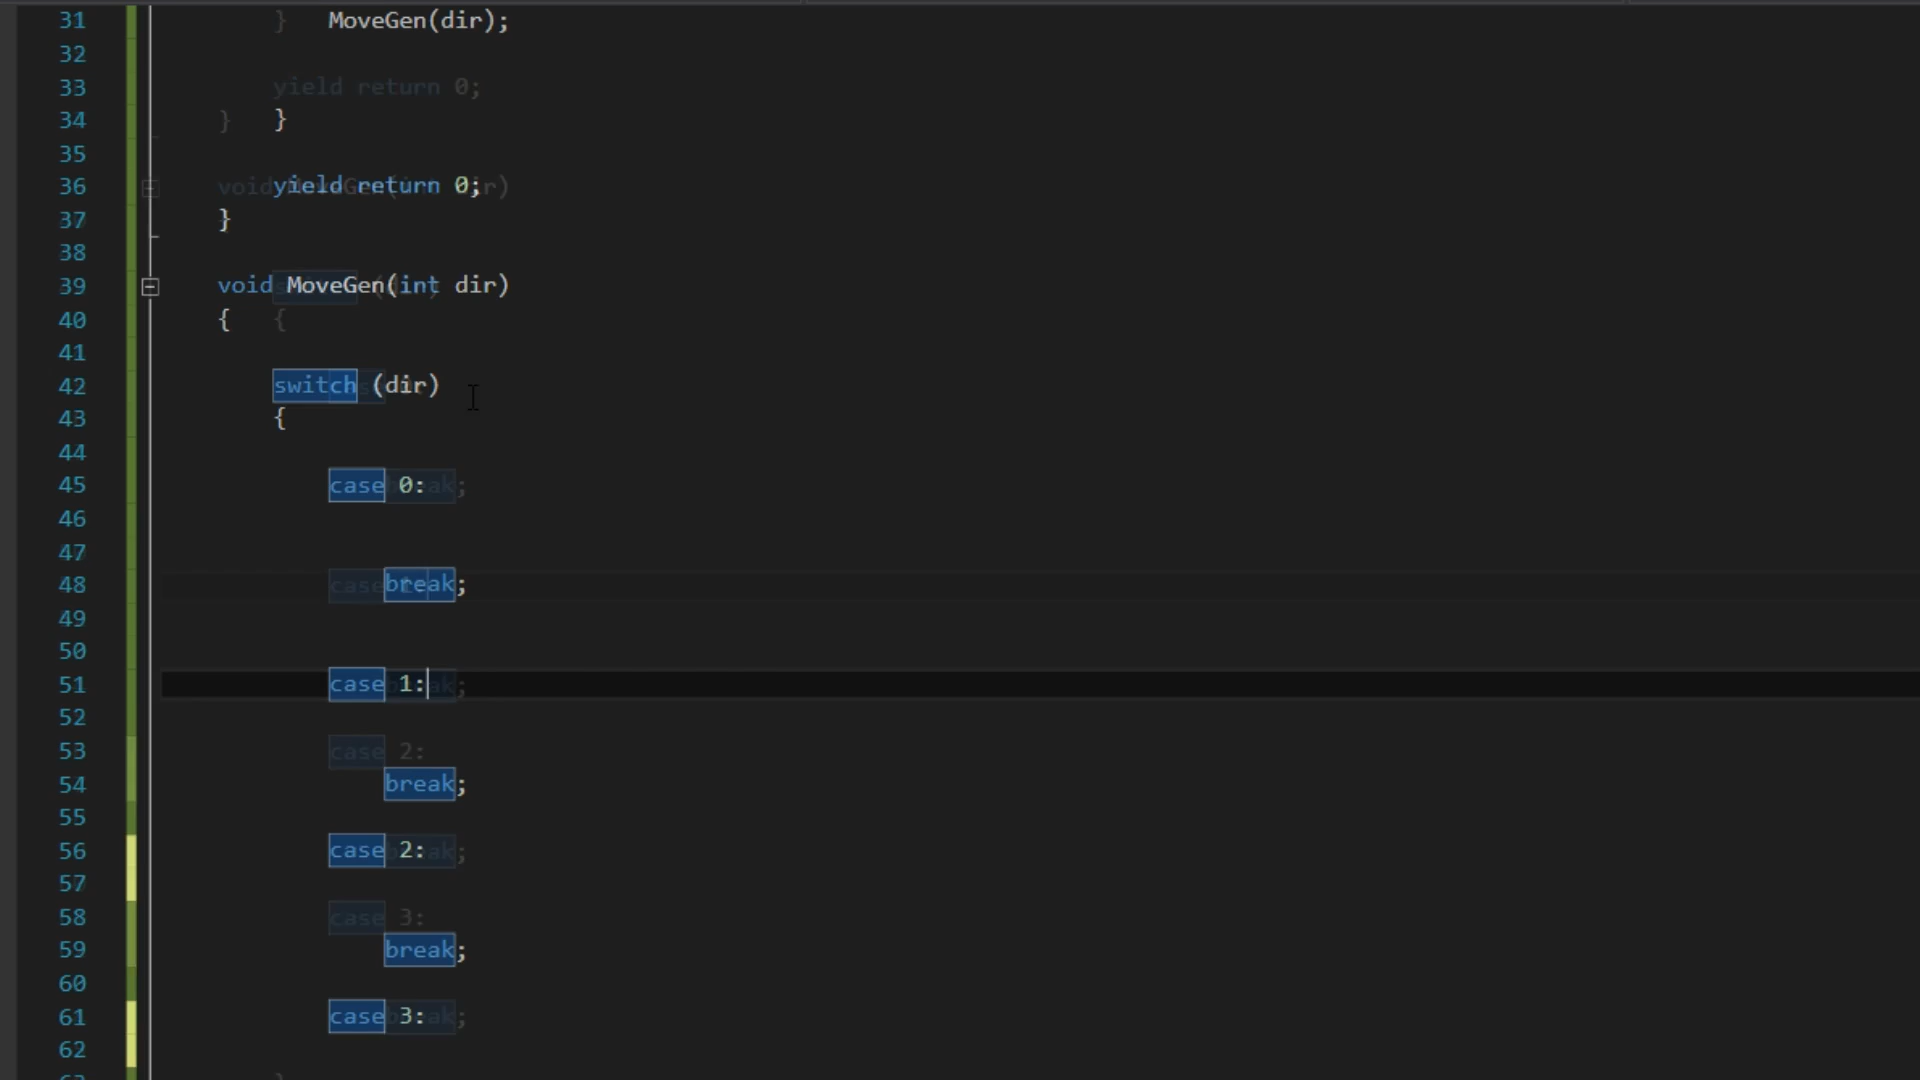 31 } MoveGen(dir);
32
33 yield return 0;
34 } }
35
36 yield return 0;
37 }
38
39 void MoveGen(int dir)
40 { {
41
42 switch (dir)
43 {
44
45 case 0:
46
47
48 break;
49
50
51 case 1:
52
53 case 2:
54 break;
55
56 case 2:
57
58 case 3:
59 break;
60
61 case 3:
62